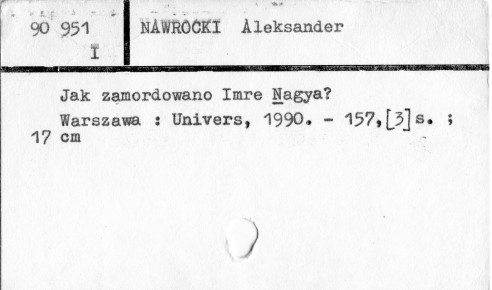 90 951
I
NAWROCKI Aleksander
Jak zamordowano Imre Nagya?
Warszawa : Univers, 1990. - 157,[3]s. ;
17 cm